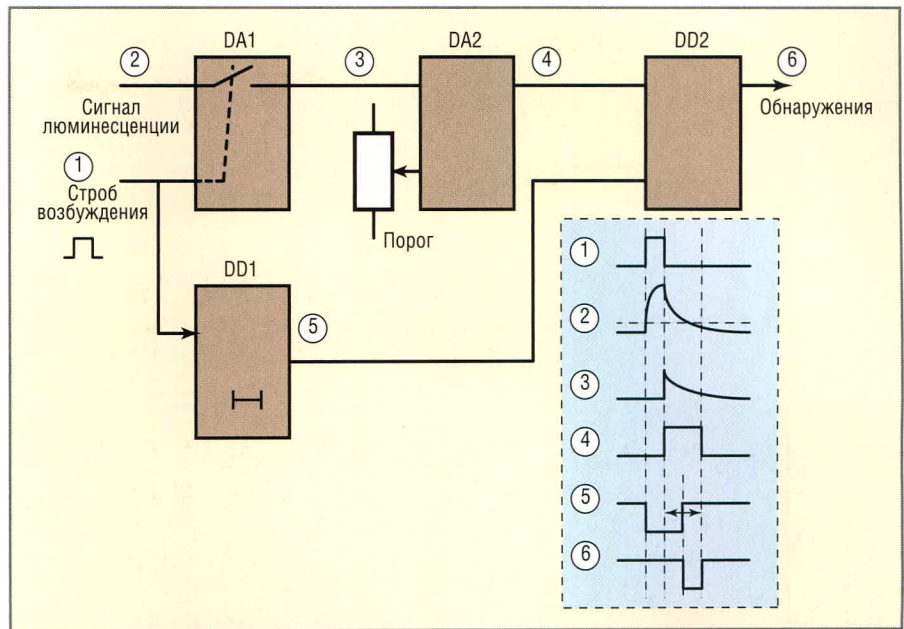 DA1
DA2
DD2
2
3
4
6
Сигнал
люминесценции
Обнаружения
1
Строб
возбуждения
Порог
DD1
5
1
2
3
4
5
6